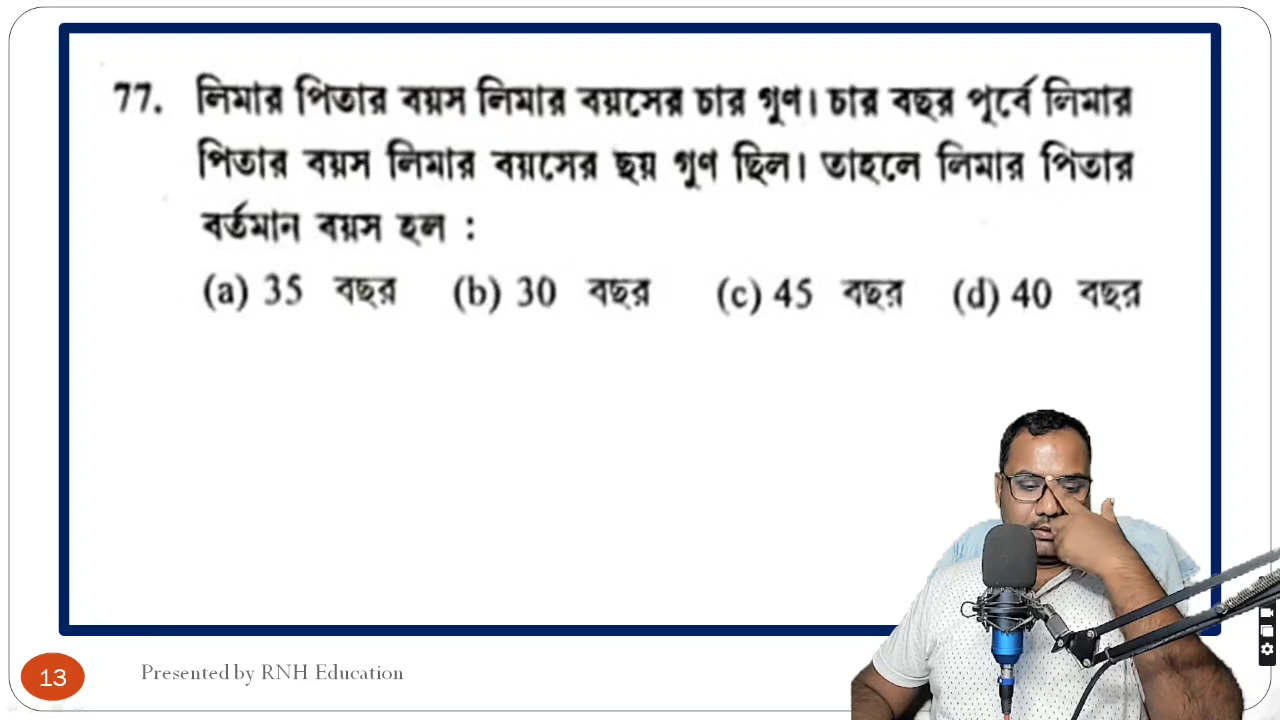 77. লিমার পিতার বয়স লিমার বয়সের চার গুণ। চার বছর পূর্বে লিমার
পিতার বয়স লিমার বয়সের ছয় গুণ ছিল। তাহলে লিমার পিতার
বর্তমান বয়স হল :
(a) 35 বছর (b) 30 বছর (c) 45 বছর (d) 40 বছর
13 Presented by RNH Education